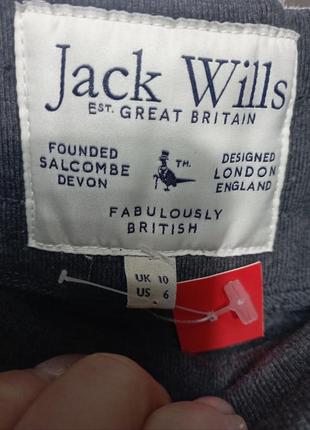 Jack Wills
EST. GREAT BRITAIN
FOUNDED
SALCOMBE
DEVON
TM.
DESIGNED
LONDON
ENGLAND
FABULOUSLY
BRITISH
UK 10
US 6